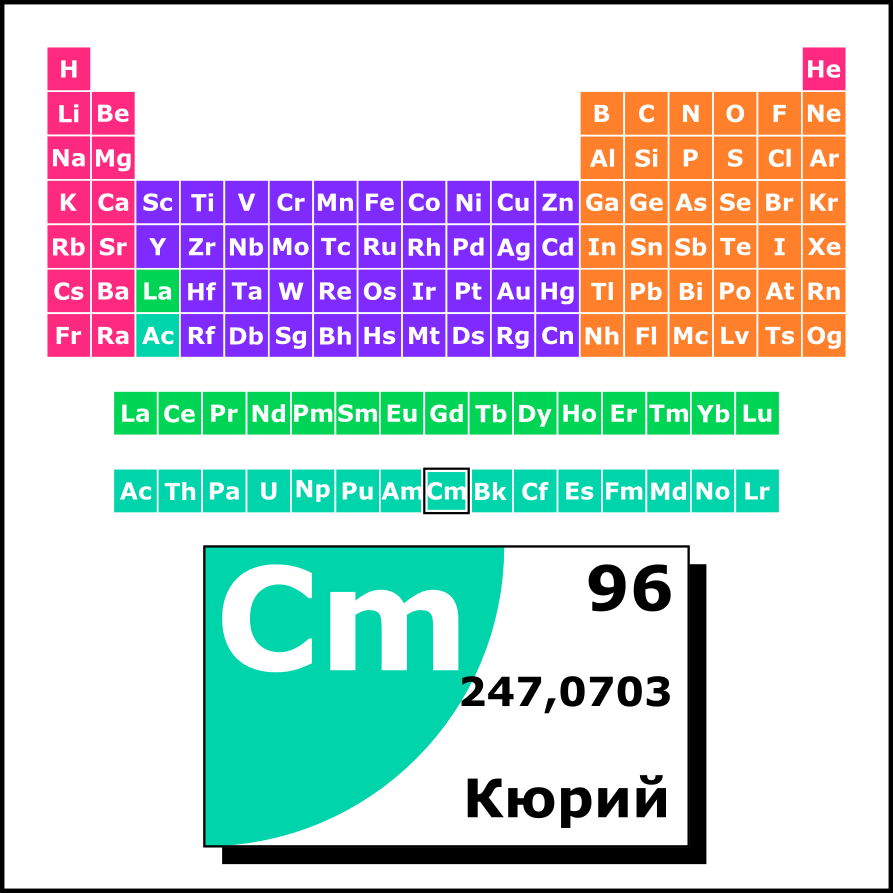 H He
Li Be B C N O F Ne
Na Mg Al Si P S Cl Ar
K Ca Sc Ti V Cr Mn Fe Co Ni Cu Zn Ga Ge As Se Br Kr
Rb Sr Y Zr Nb Mo Tc Ru Rh Pd Ag Cd In Sn Sb Te I Xe
Cs Ba La Hf Ta W Re Os Ir Pt Au Hg Tl Pb Bi Po At Rn
Fr Ra Ac Rf Db Sg Bh Hs Mt Ds Rg Cn Nh Fl Mc Lv Ts Og
La Ce Pr Nd Pm Sm Eu Gd Tb Dy Ho Er Tm Yb Lu
Ac Th Pa U Np Pu Am Cm Bk Cf Es Fm Md No Lr
Cm 96
247,0703
Кюрий